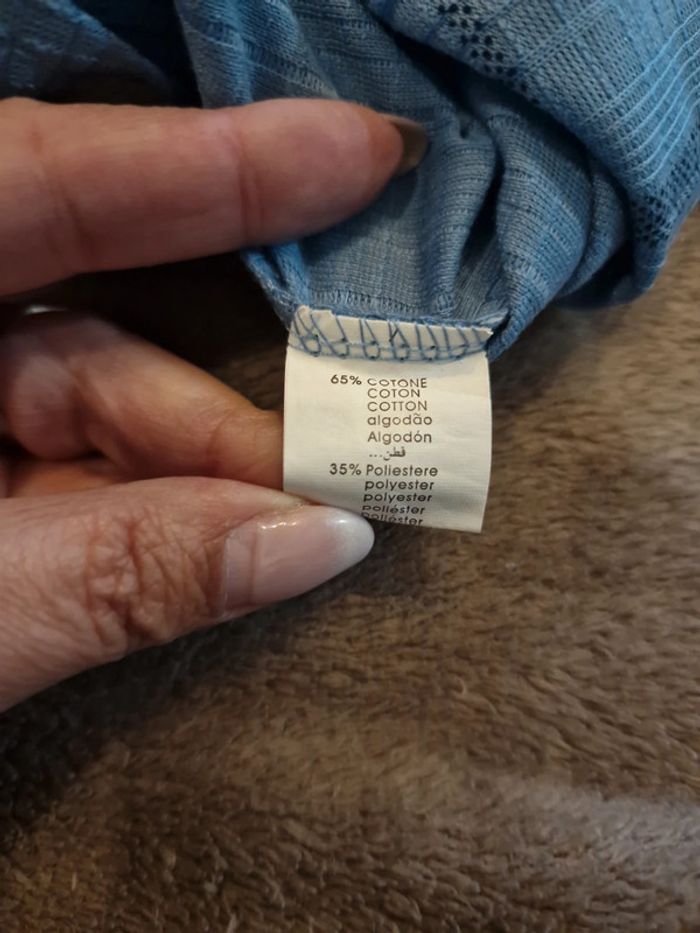 65% COTONE
COTON
COTTON
algodão
Algodón
قطن...
35% Poliestere
polyester
polyester
poliéster
poliéster